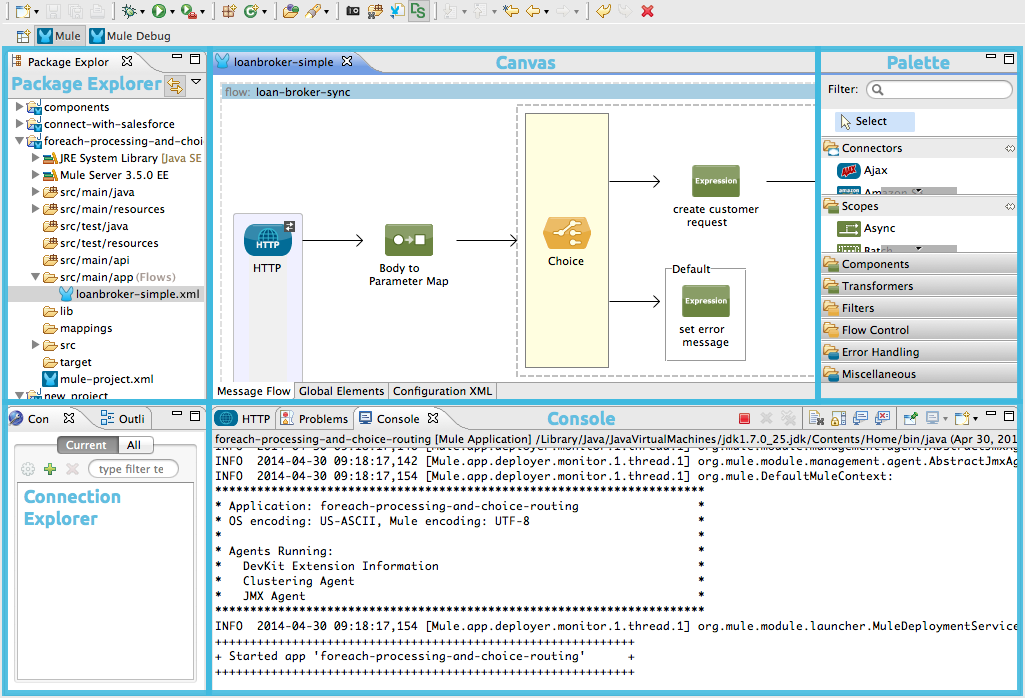 Mule
Mule Debug
Package Explor
Package Explorer
components
connect-with-salesforce
foreach-processing-and-choi
JRE System Library [Java SE
Mule Server 3.5.0 EE
src/main/java
src/main/resources
src/test/java
src/test/resources
src/main/api
src/main/app (Flows)
loanbroker-simple.xml
lib
mappings
src
target
mule-project.xml
new_project
loanbroker-simple
Canvas
flow: loan-broker-sync
HTTP
HTTP
Body to
Parameter Map
Choice
Expression
create customer
request
Default
Expression
set error
message
Message Flow
Global Elements
Configuration XML
Palette
Filter:
Select
Connectors
Ajax
Scopes
Async
Components
Transformers
Filters
Flow Control
Error Handling
Miscellaneous
Con
Outli
Current
All
type filter te
Connection
Explorer
HTTP
Problems
Console
Console
foreach-processing-and-choice-routing [Mule Application] /Library/Java/JavaVirtualMachines/jdk1.7.0_25.jdk/Contents/Home/bin/java (Apr 30, 201
INFO  2014-04-30 09:18:17,142 [Mule.app.deployer.monitor.1.thread.1] org.mule.module.management.agent.AbstractJmxAg
INFO  2014-04-30 09:18:17,154 [Mule.app.deployer.monitor.1.thread.1] org.mule.DefaultMuleContext:
**********************************************************************
* Application: foreach-processing-and-choice-routing                 *
* OS encoding: US-ASCII, Mule encoding: UTF-8                        *
*                                                                    *
* Agents Running:                                                    *
*   DevKit Extension Information                                     *
*   Clustering Agent                                                 *
*   JMX Agent                                                        *
**********************************************************************
INFO  2014-04-30 09:18:17,154 [Mule.app.deployer.monitor.1.thread.1] org.mule.module.launcher.MuleDeploymentService
++++++++++++++++++++++++++++++++++++++++++++++++++++++++++++
+ Started app 'foreach-processing-and-choice-routing'      +
++++++++++++++++++++++++++++++++++++++++++++++++++++++++++++